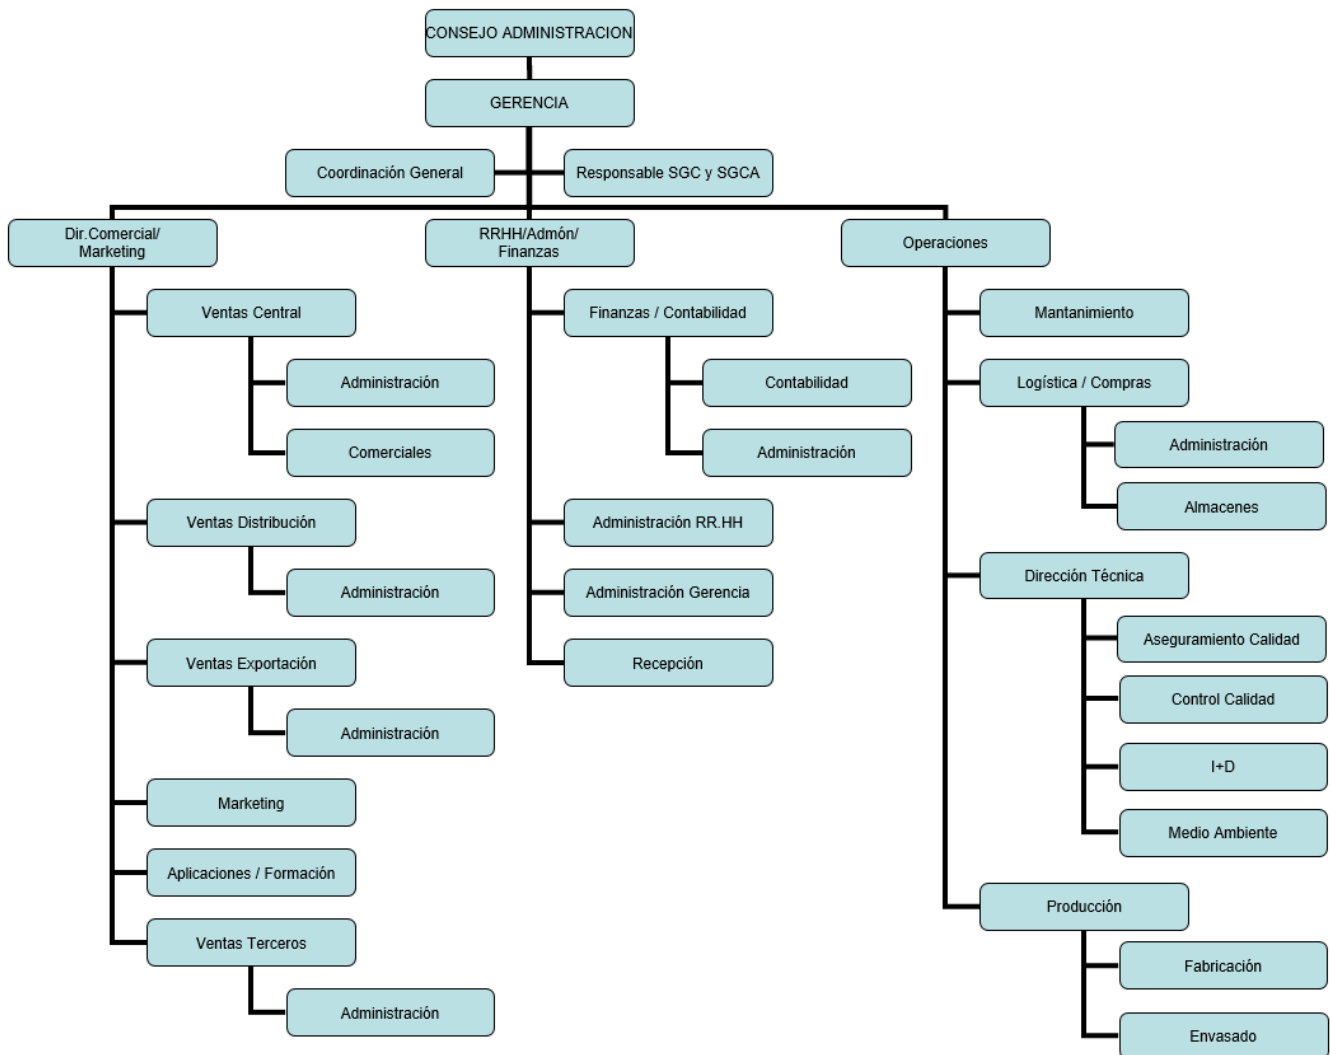 CONSEJO ADMINISTRACION
GERENCIA
Coordinación General
Responsable SGC y SGCA
Dir.Comercial/
Marketing
RRHH/Admón/
Finanzas
Operaciones
Ventas Central
Administración
Comerciales
Ventas Distribución
Administración
Ventas Exportación
Administración
Marketing
Aplicaciones / Formación
Ventas Terceros
Administración
Finanzas / Contabilidad
Contabilidad
Administración
Administración RR.HH
Administración Gerencia
Recepción
Mantanimiento
Logística / Compras
Administración
Almacenes
Dirección Técnica
Aseguramiento Calidad
Control Calidad
I+D
Medio Ambiente
Producción
Fabricación
Envasado